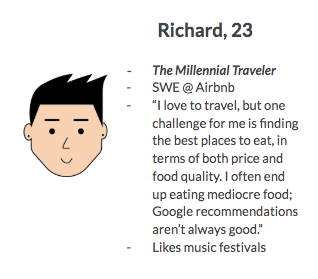 Richard, 23
- The Millennial Traveler
- SWE @ Airbnb
- “I love to travel, but one
challenge for me is finding
the best places to eat, in
terms of both price and
food quality. I often end
up eating mediocre food;
Google recommendations
aren’t always good.”
- Likes music festivals